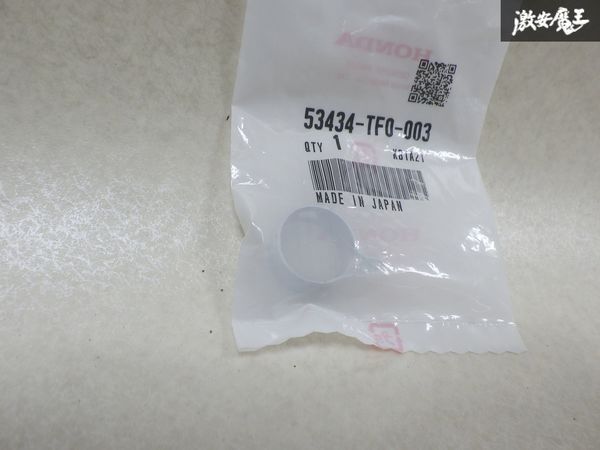 激安魔王
HONDA
53434-TF0-003
QTY 1
MADE IN JAPAN